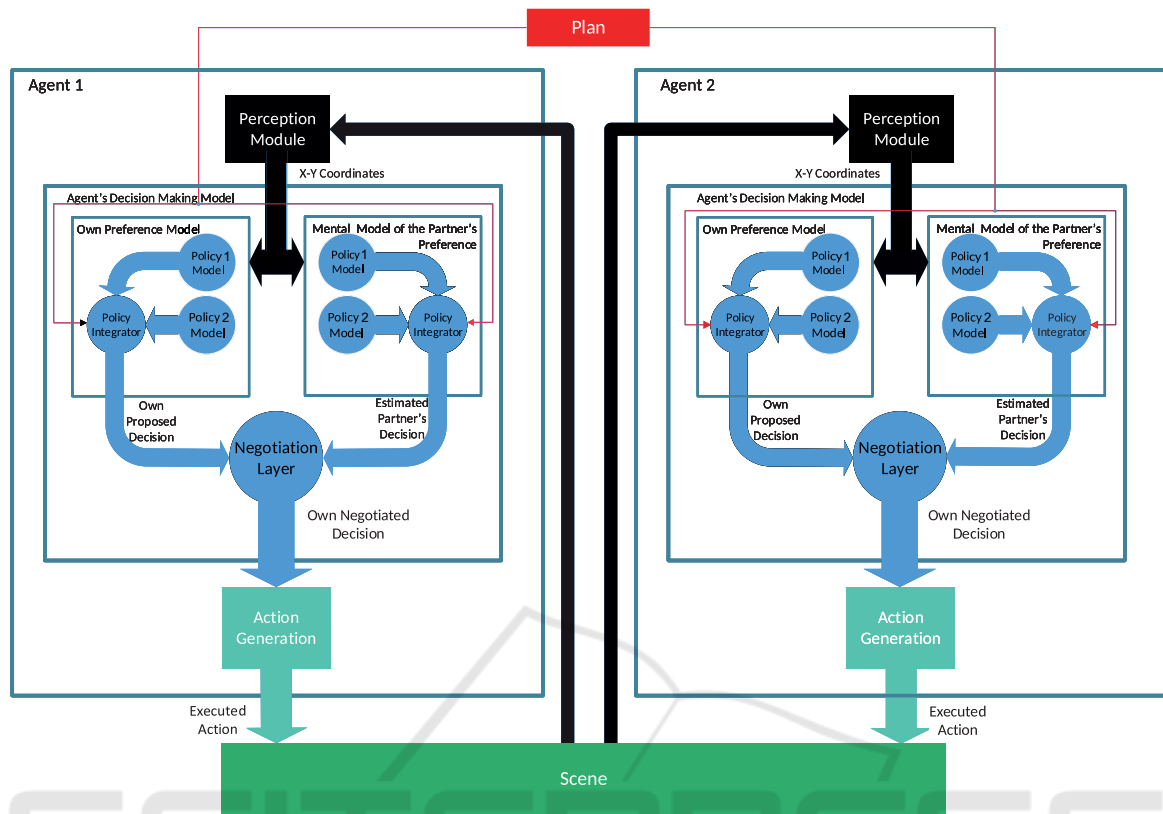 Plan
Agent 1
Perception
Module
X-Y Coordinates
Agent's Decision Making Model
Own Preference Model
Policy 1
Model
Policy 2
Model
Policy
Integrator
Mental Model of the Partner's
Preference
Policy 1
Model
Policy 2
Model
Policy
Integrator
Own
Proposed
Decision
Estimated
Partner's
Decision
Negotiation
Layer
Own Negotiated
Decision
Action
Generation
Executed
Action
Agent 2
Perception
Module
X-Y Coordinates
Agent's Decision Making Model
Own Preference Model
Policy 1
Model
Policy 2
Model
Policy
Integrator
Mental Model of the Partner's
Preference
Policy 1
Model
Policy 2
Model
Policy
Integrator
Own
Proposed
Decision
Estimated
Partner's
Decision
Negotiation
Layer
Own Negotiated
Decision
Action
Generation
Executed
Action
Scene